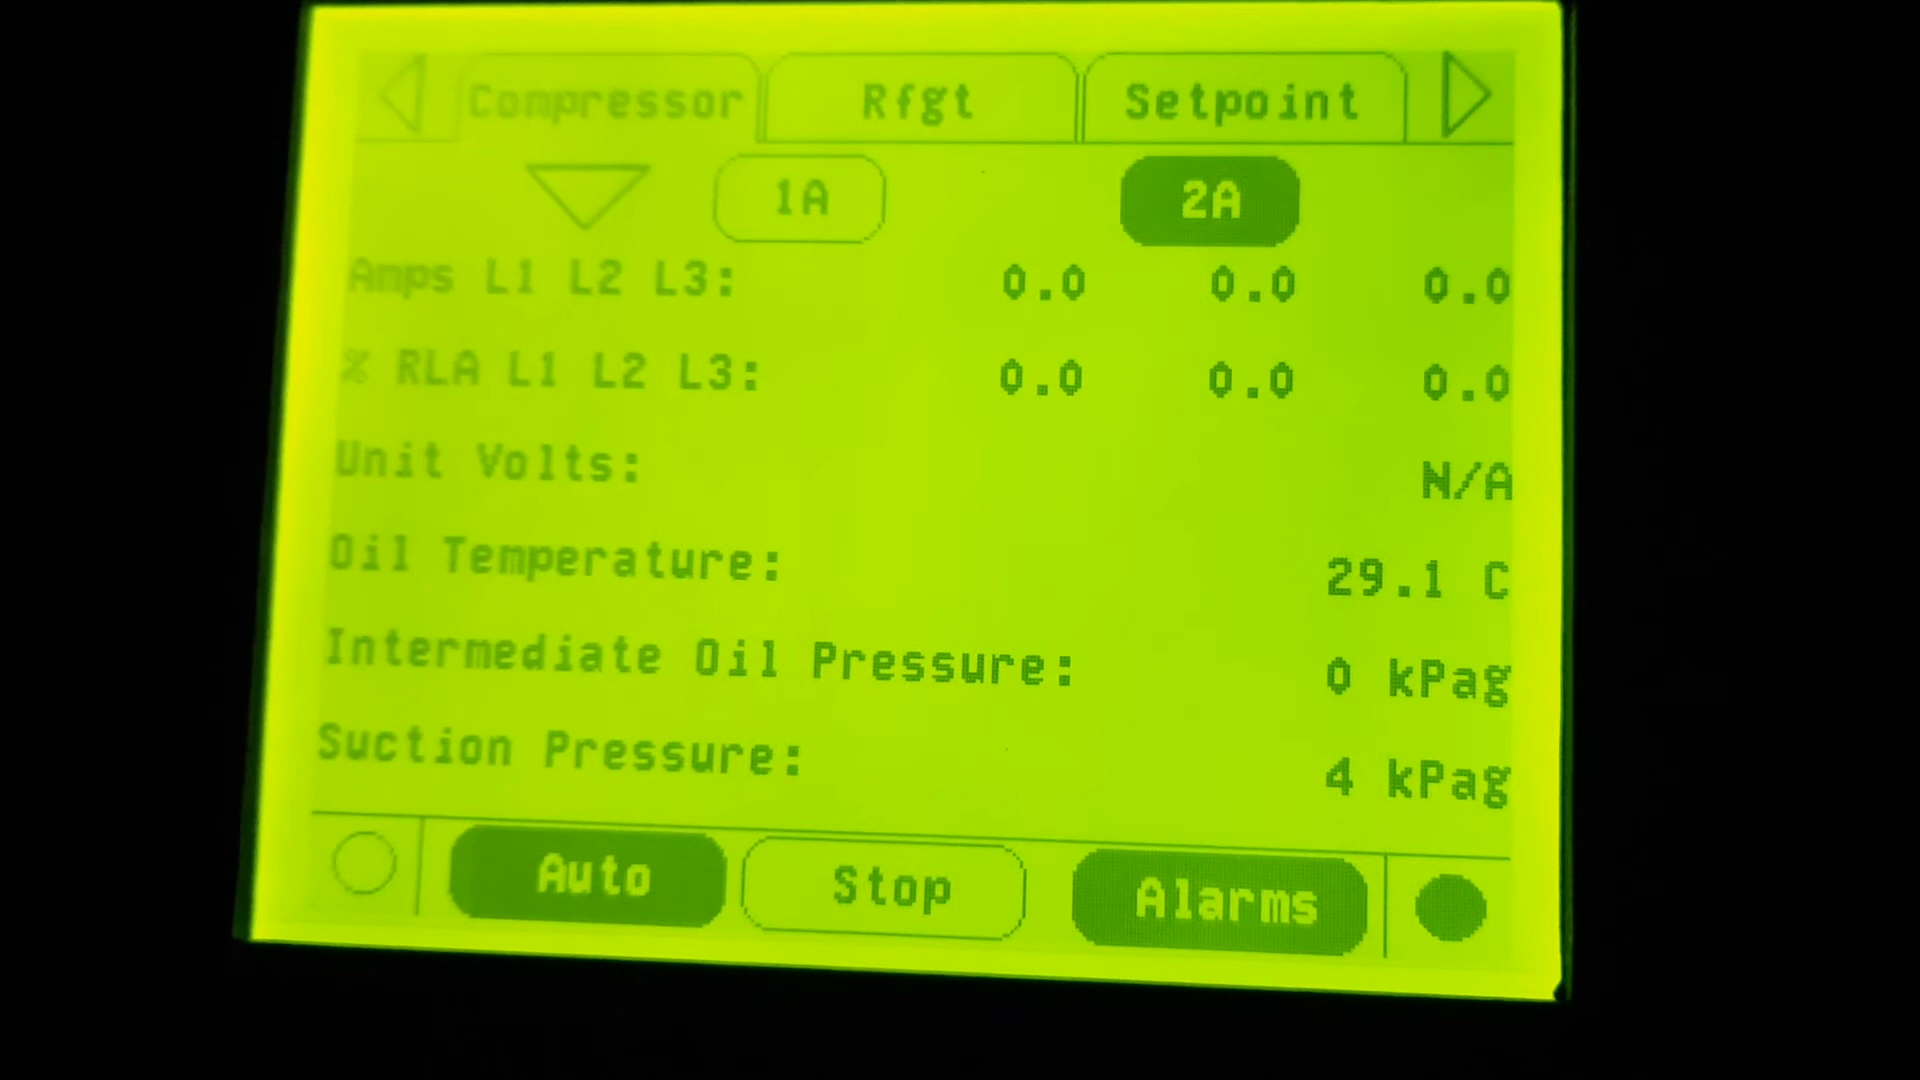 Compressor Rfgt Setpoint
1A 2A
Amps L1 L2 L3: 0.0 0.0 0.0
% RLA L1 L2 L3: 0.0 0.0 0.0
Unit Volts: N/A
Oil Temperature: 29.1 C
Intermediate Oil Pressure: 0 kPag
Suction Pressure: 4 kPag
Auto Stop Alarms